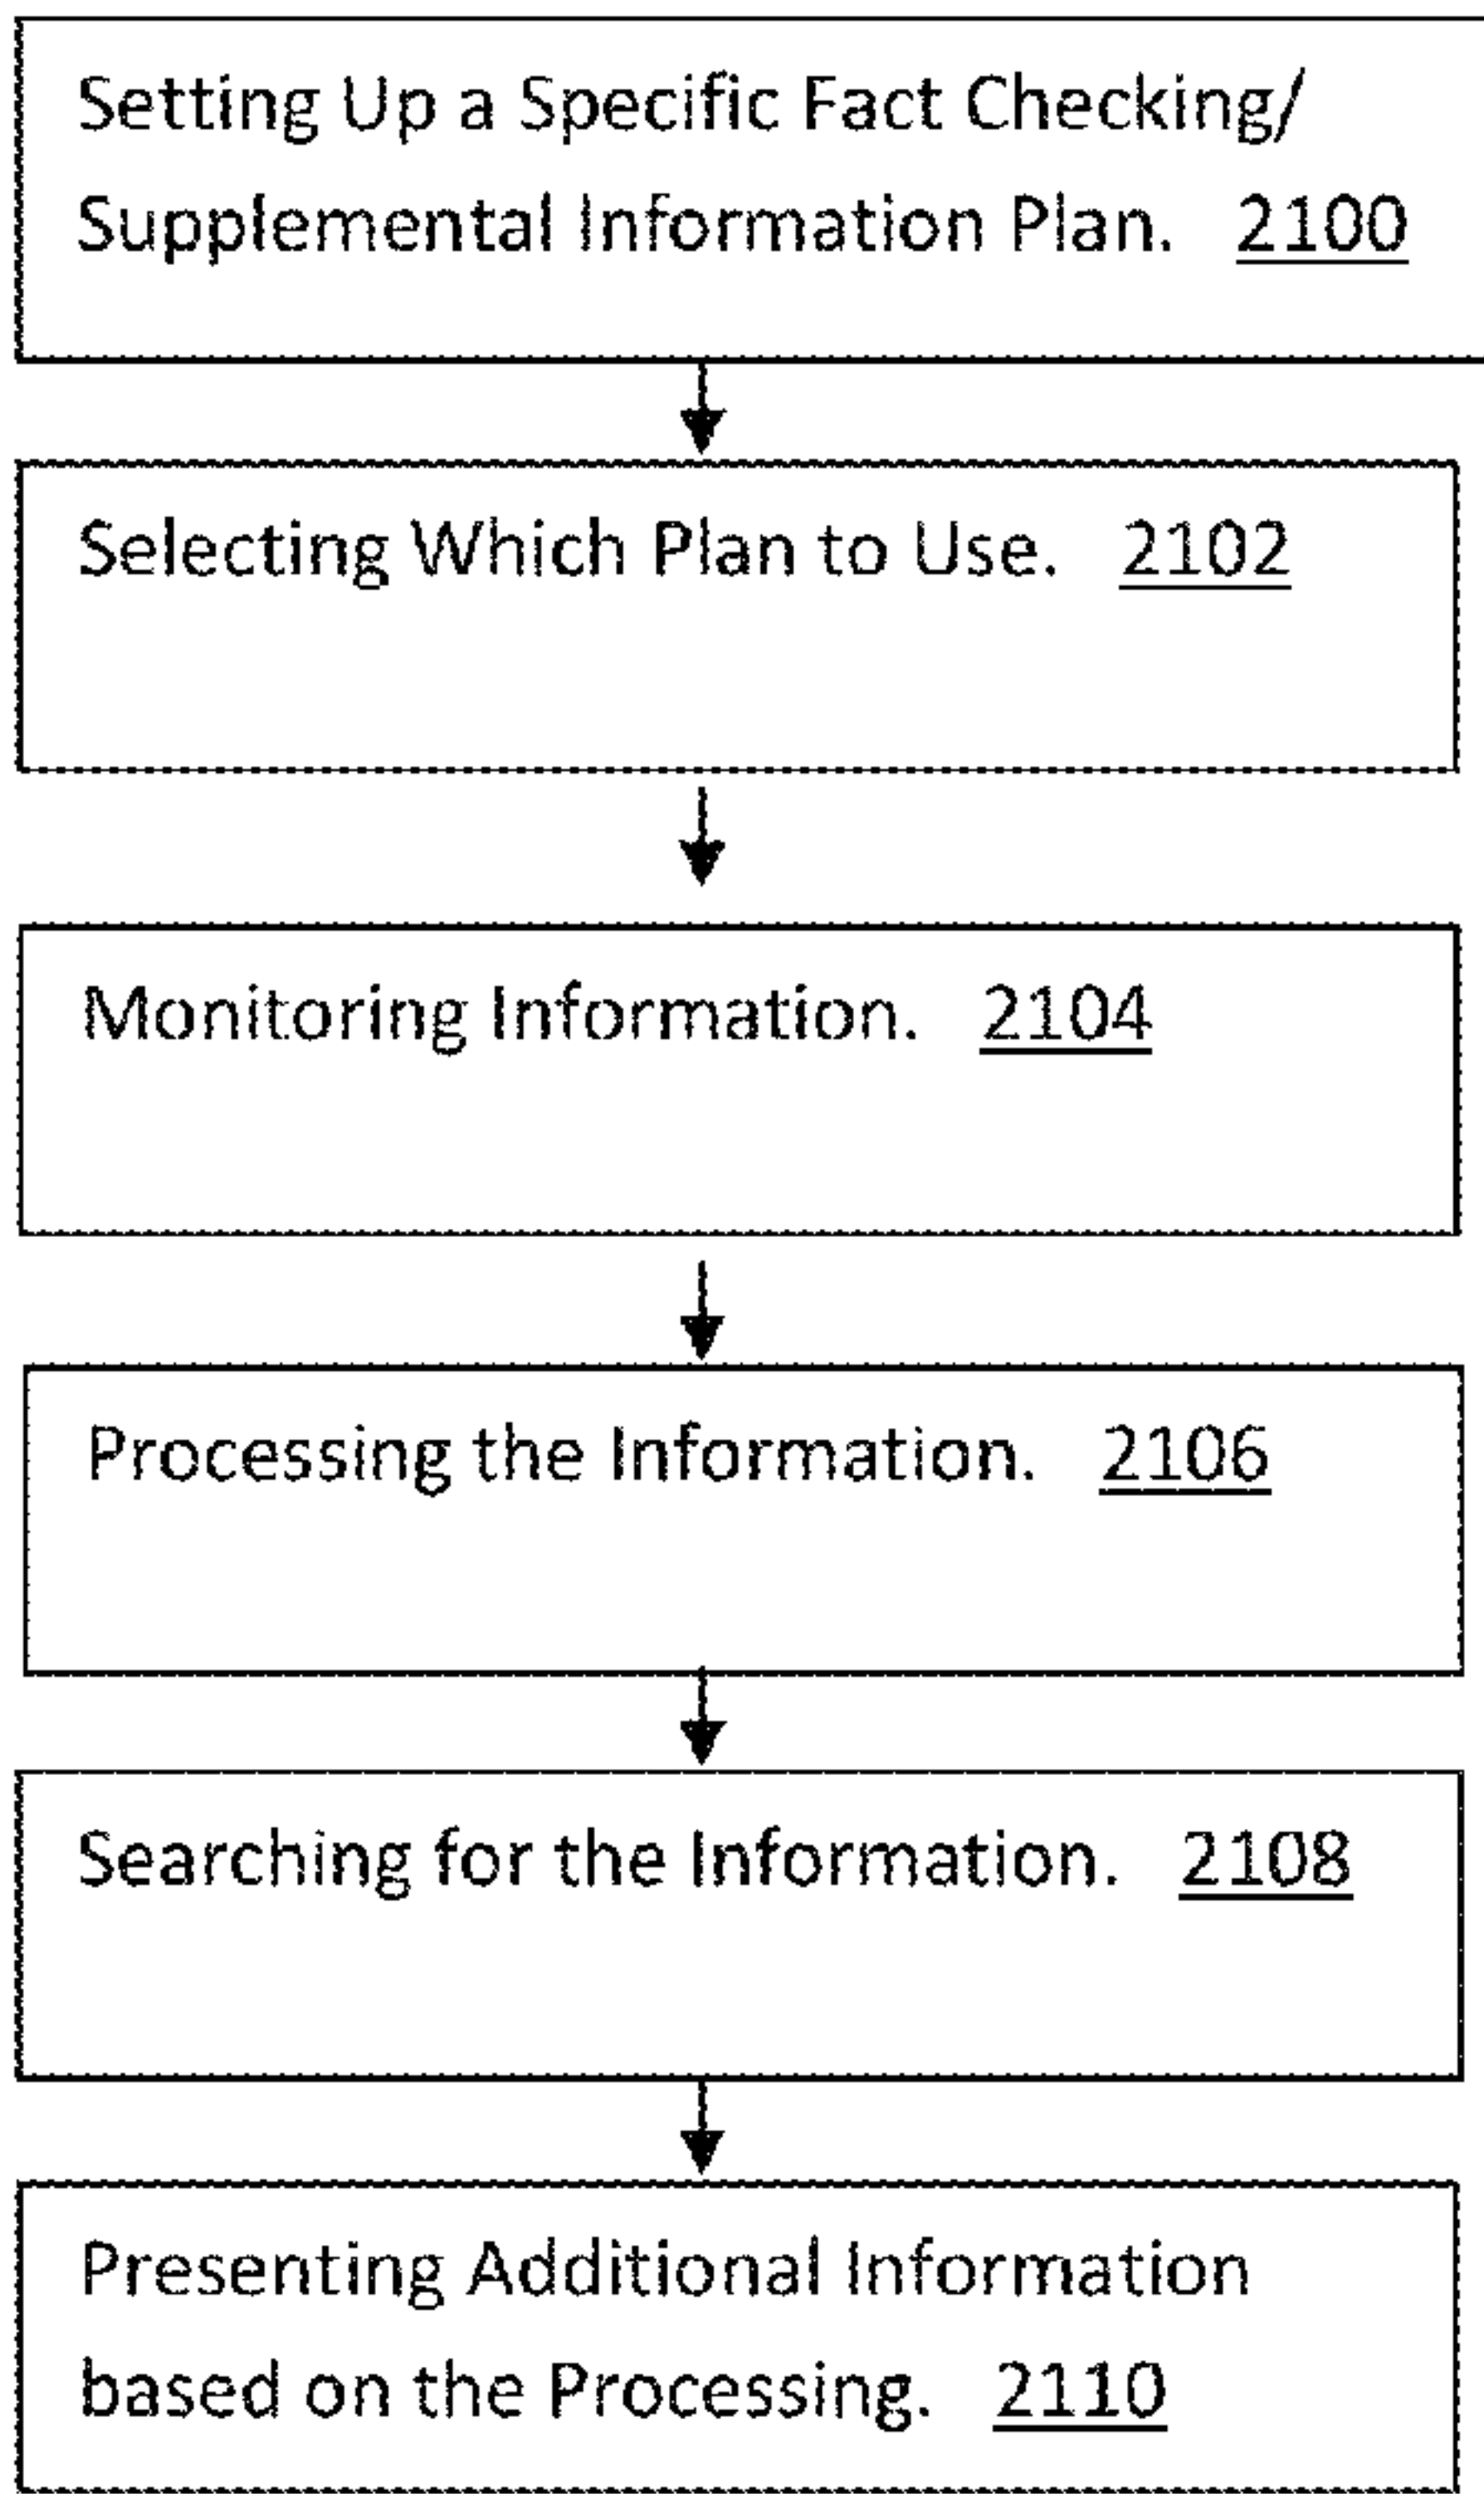 Setting Up a Specific Fact Checking/
Supplemental Information Plan. 2100
Selecting Which Plan to Use. 2102
Monitoring Information. 2104
Processing the Information. 2106
Searching for the Information. 2108
Presenting Additional Information
based on the Processing. 2110